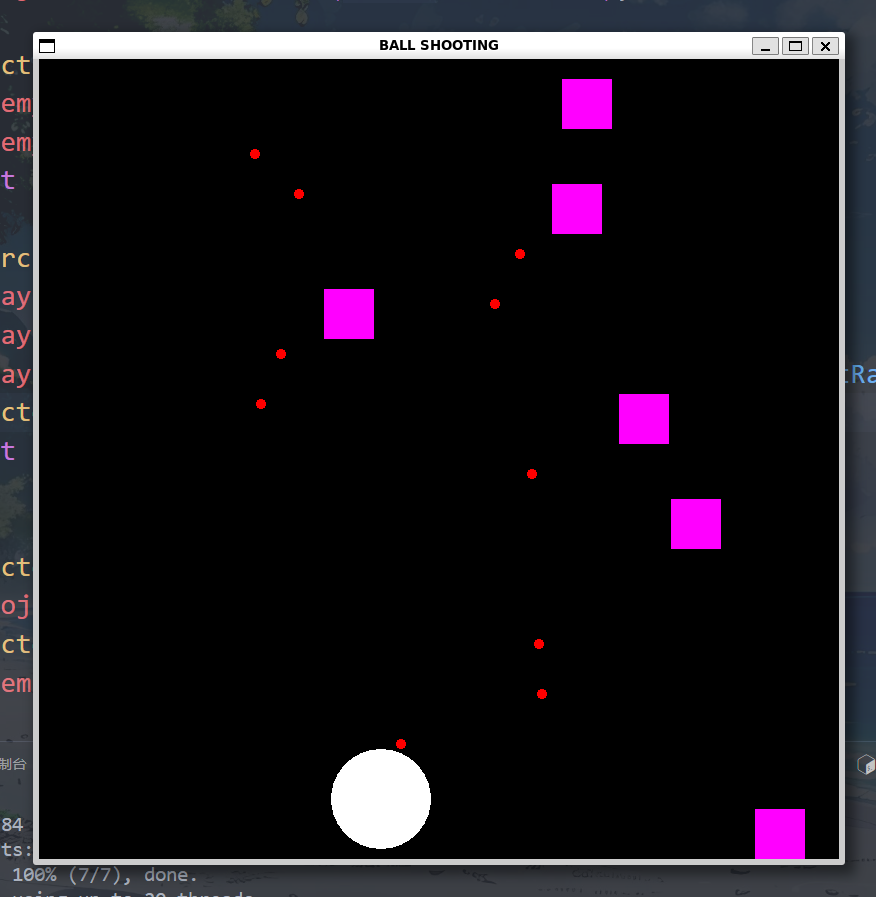 BALL SHOOTING
ct
em
em
t
rc
ay
ay
ay
tRa
ct
t
ct
oj
ct
em
制台
84
ts:
100% (7/7), done.